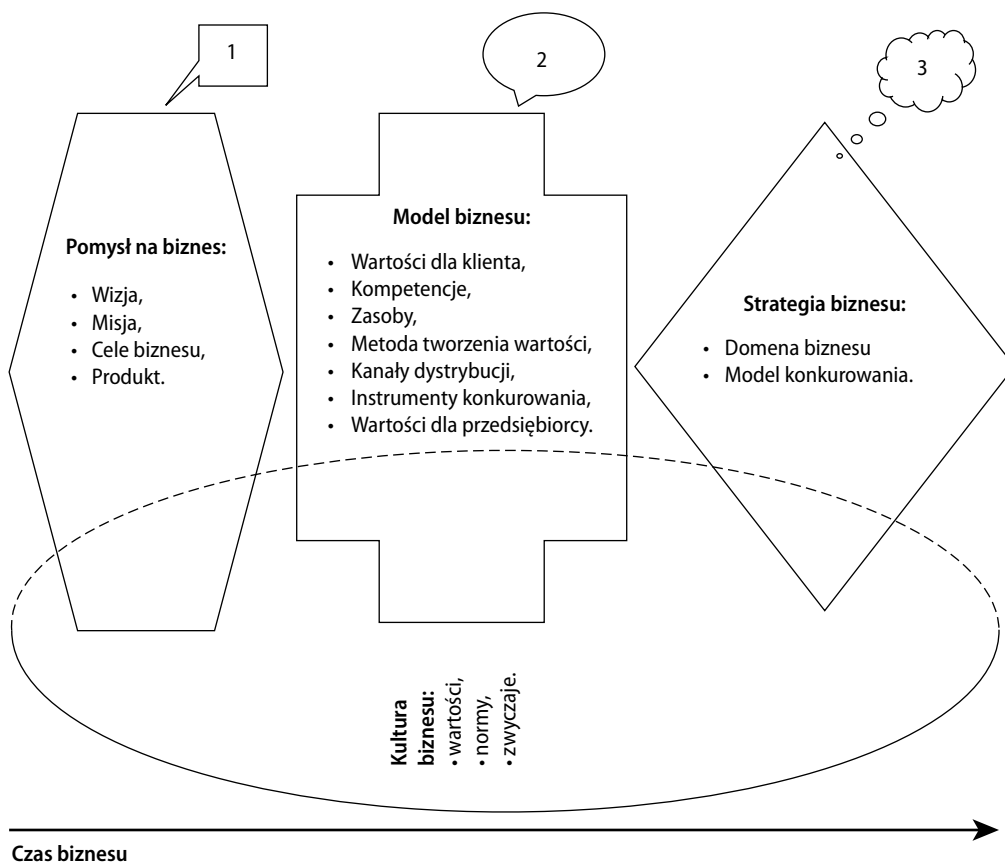 1
2
3
Pomysł na biznes:
• Wizja,
• Misja,
• Cele biznesu,
• Produkt.
Model biznesu:
• Wartości dla klienta,
• Kompetencje,
• Zasoby,
• Metoda tworzenia wartości,
• Kanały dystrybucji,
• Instrumenty konkurowania,
• Wartości dla przedsiębiorcy.
Strategia biznesu:
• Domena biznesu
• Model konkurowania.
Kultura
biznesu:
• wartości,
• normy,
• zwyczaje.
Czas biznesu